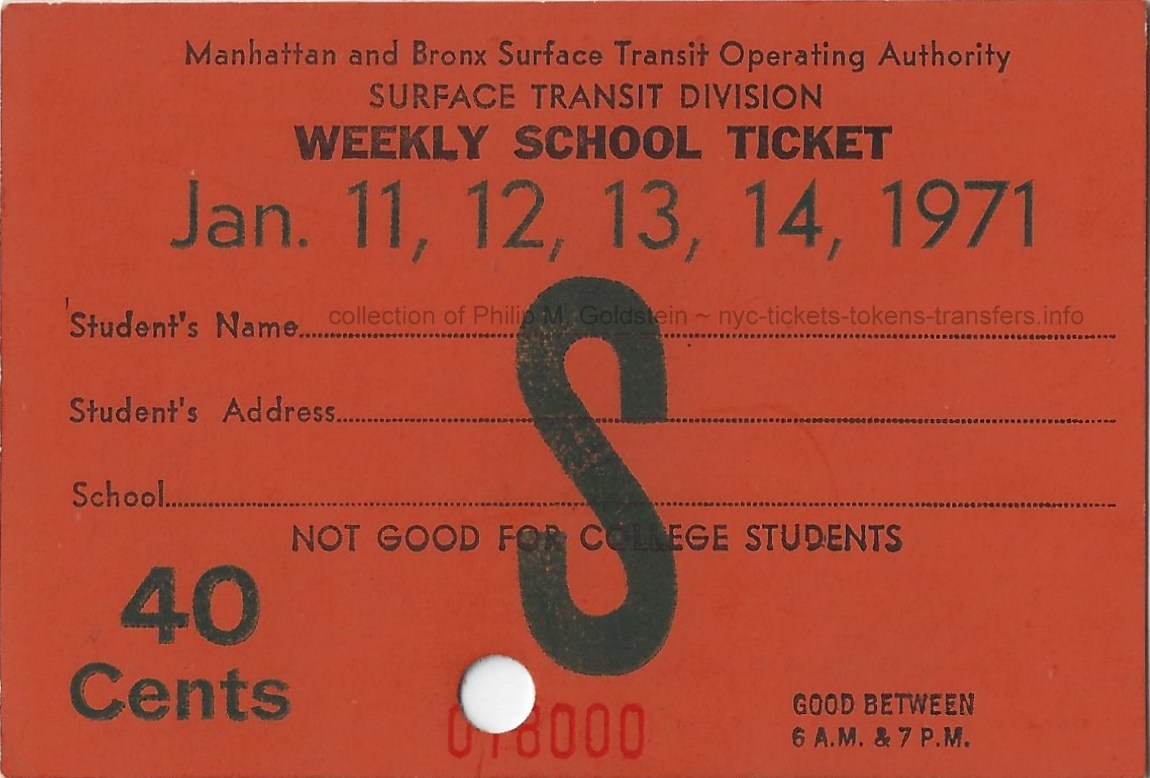 Manhattan and Bronx Surface Transit Operating Authority
SURFACE TRANSIT DIVISION
WEEKLY SCHOOL TICKET
Jan. 11, 12, 13, 14, 1971
collection of Philip M. Goldstein ~ nyc-tickets-tokens-transfers.info
Student's Name
Student's Address
School
NOT GOOD FOR COLLEGE STUDENTS
S
40
Cents
GOOD BETWEEN
6 A.M. & 7 P.M.